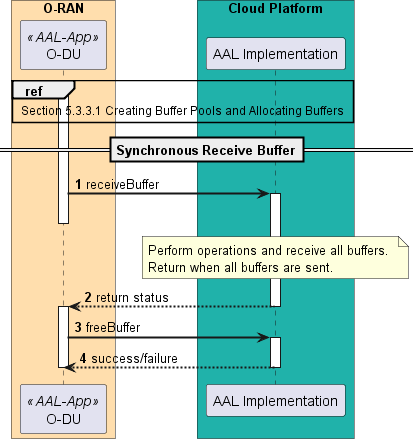 O-RAN
Cloud Platform
« AAL-App»
O-DU
AAL Implementation
ref
Section 5.3.3.1 Creating Buffer Pools and Allocating Buffers
Synchronous Receive Buffer
1 receiveBuffer
Perform operations and receive all buffers.
Return when all buffers are sent.
2 return status
3 freeBuffer
4 success/failure
« AAL-App»
O-DU
AAL Implementation